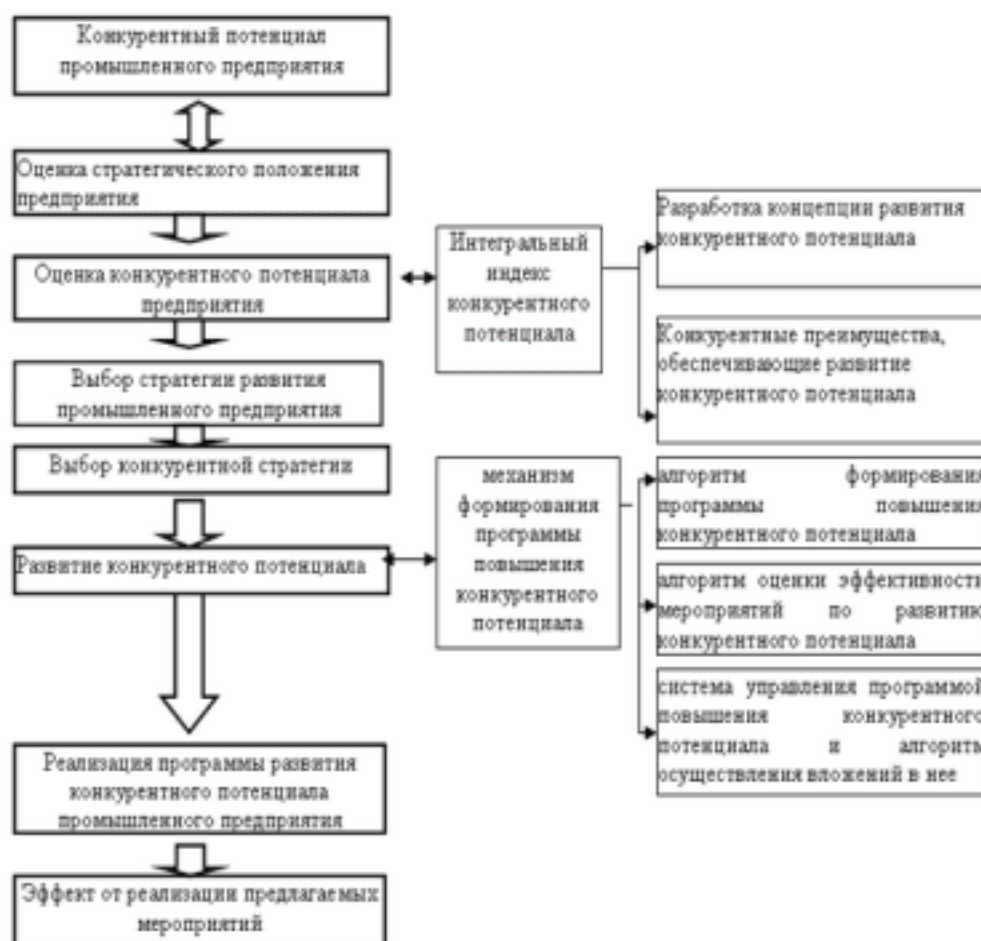 Конкурентный потенциал
промышленного предприятия
Оценка стратегического положения
предприятия
Оценка конкурентного потенциала
предприятия
Выбор стратегии развития
промышленного предприятия
Выбор конкурентной стратегии
Развитие конкурентного потенциала
Реализация программы развития
конкурентного потенциала
промышленного предприятия
Эффект от реализации предлагаемых
мероприятий
Интегральный
индекс
конкурентного
потенциала
Разработка концепции развития
конкурентного потенциала
Конкурентные преимущества,
обеспечивающие развитие
конкурентного потенциала
механизм
формирования
программы
повышения
конкурентного
потенциала
алгоритм формирования
программы повышения
конкурентного потенциала
алгоритм оценки эффективности
мероприятий по развитию
конкурентного потенциала
система управления программой
повышения конкурентного
потенциала и алгоритм
осуществления вложений в нее